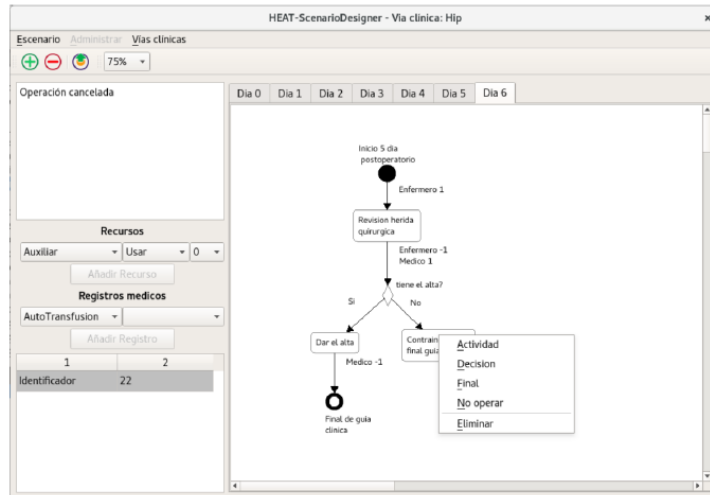 HEAT-ScenarioDesigner - Via clinica: Hip
Escenario Administrar Vías clínicas
75%
Operación cancelada
Dia 0 Dia 1 Dia 2 Dia 3 Dia 4 Dia 5 Dia 6
Recursos
Auxiliar Usar 0
Añadir Recurso
Registros medicos
AutoTransfusion
Añadir Registro
1 2
Identificador 22
Inicio 5 dia
postoperatorio
Enfermero 1
Revision herida
quirurgica
Enfermero -1
Medico 1
tiene el alta?
Si No
Dar el alta
Contrain
final guia
Medico -1
Final de guia
clinica
Actividad
Decision
Final
No operar
Eliminar